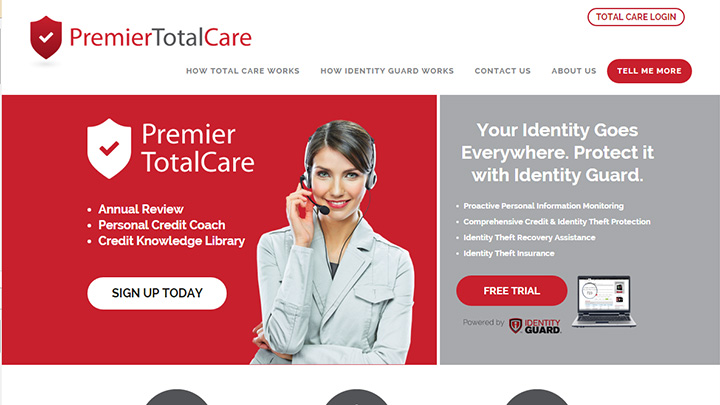 TOTAL CARE LOGIN
PremierTotalCare
HOW TOTAL CARE WORKS HOW IDENTITY GUARD WORKS CONTACT US ABOUT US TELL ME MORE
Premier
TotalCare
• Annual Review
• Personal Credit Coach
• Credit Knowledge Library
SIGN UP TODAY
Your Identity Goes
Everywhere. Protect it
with Identity Guard.
• Proactive Personal Information Monitoring
• Comprehensive Credit & Identity Theft Protection
• Identity Theft Recovery Assistance
• Identity Theft Insurance
FREE TRIAL
Powered by IDENTITY
GUARD.